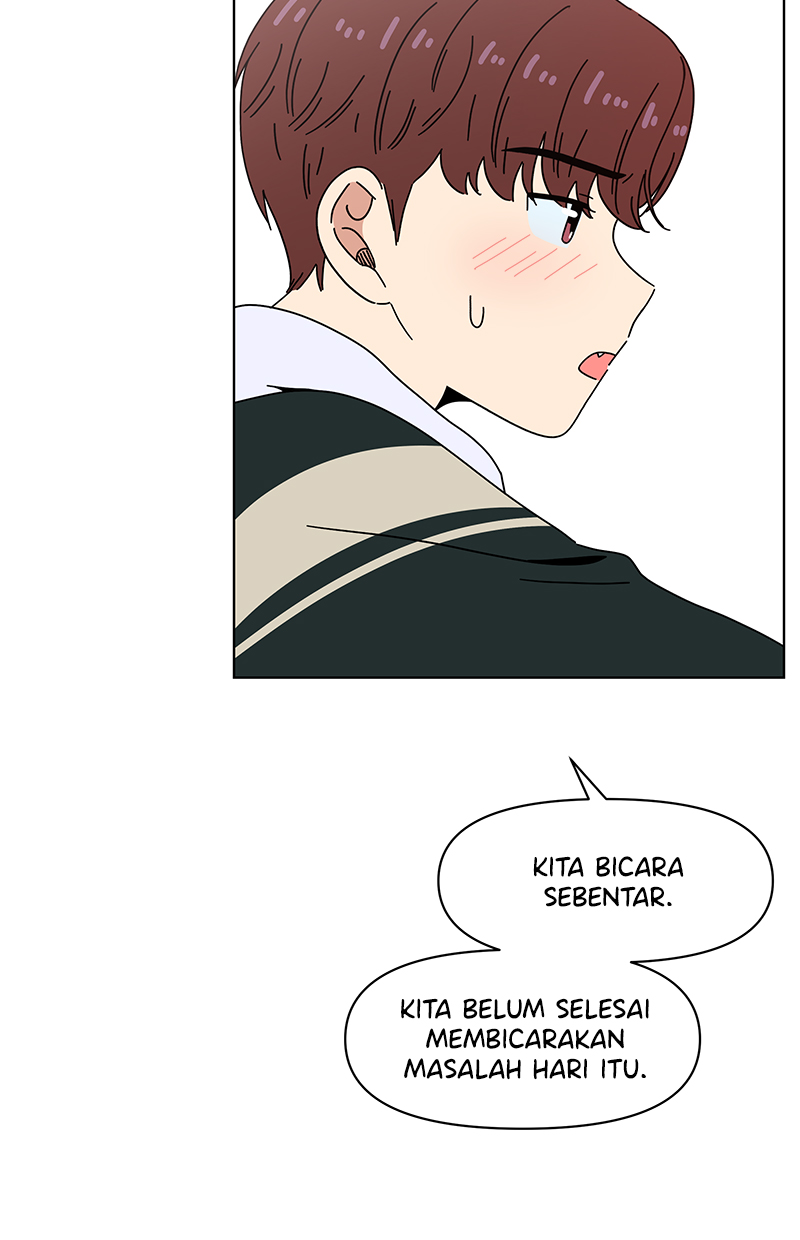 KITA BICARA
SEBENTAR.
KITA BELUM SELESAI
MEMBICARAKAN
MASALAH HARI ITU.